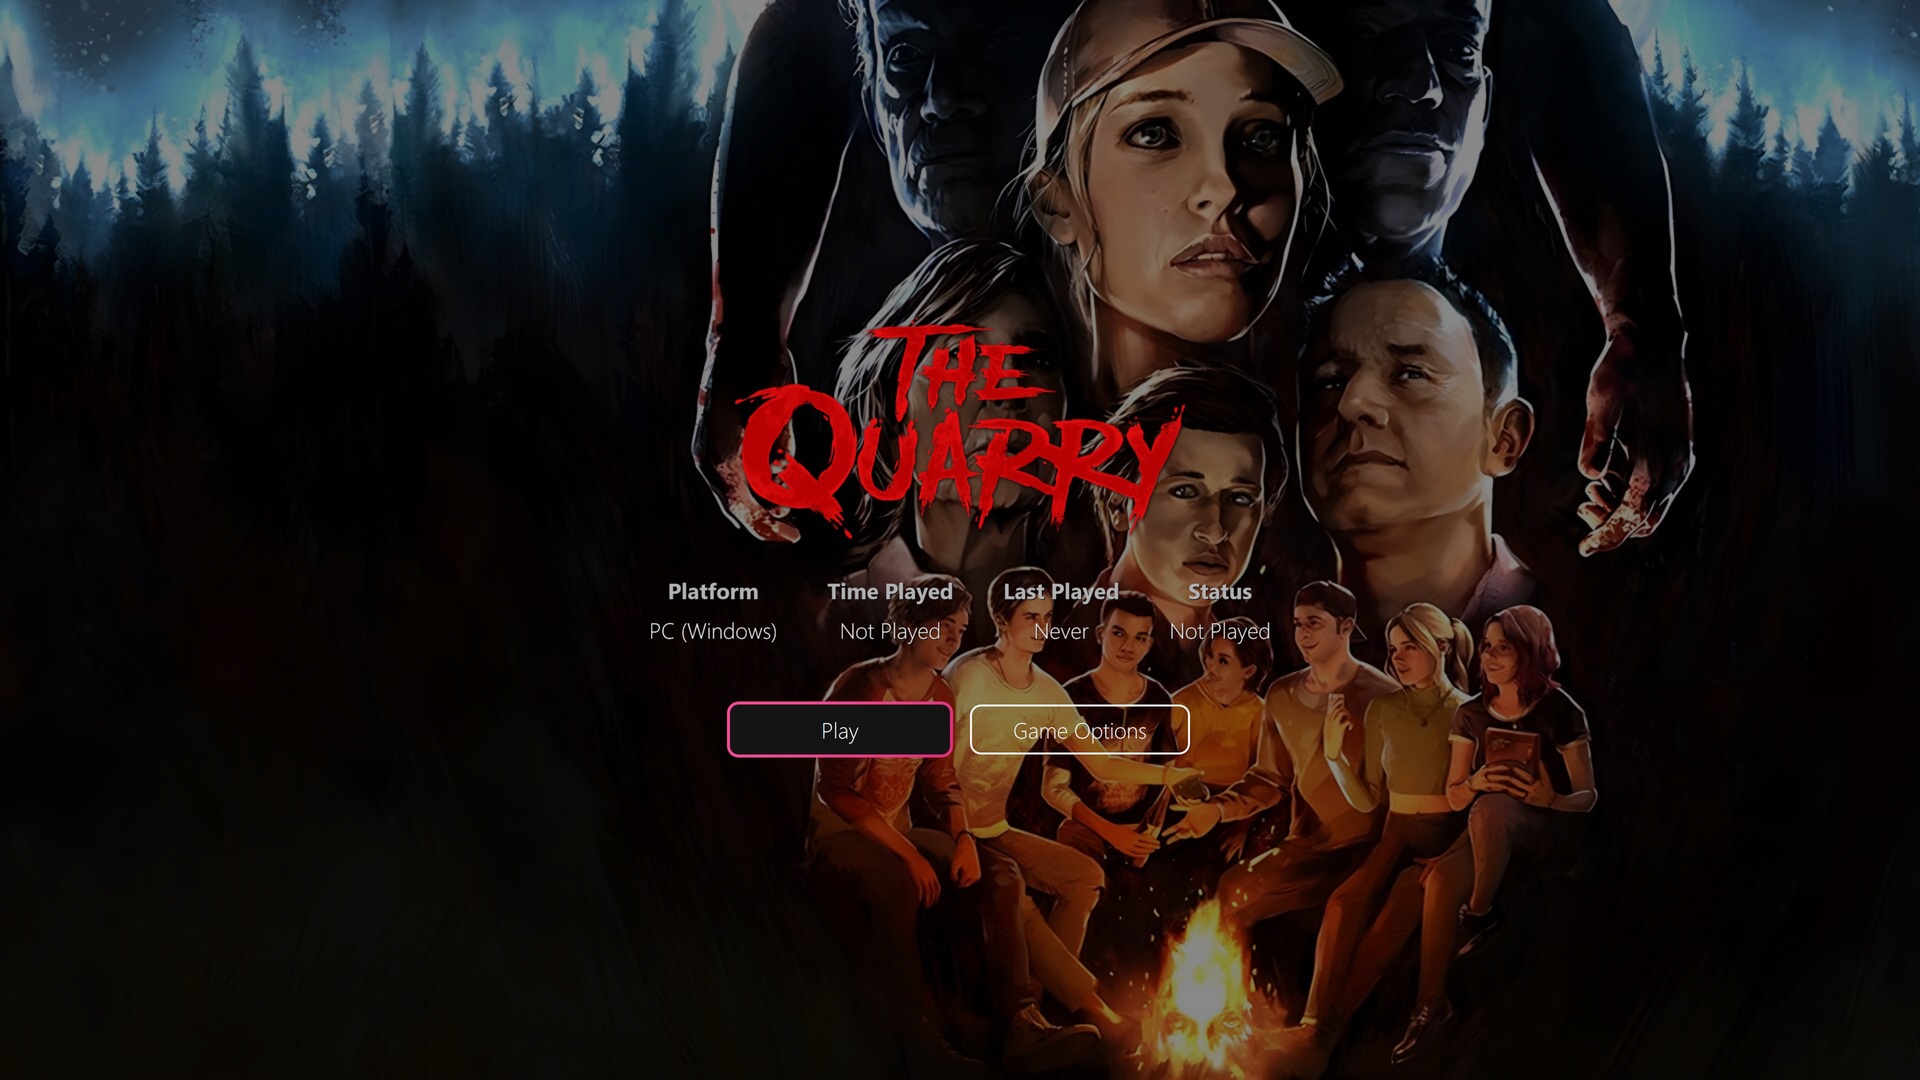 THE
QUARRY
Platform Time Played Last Played Status
PC (Windows) Not Played Never Not Played
Play Game Options